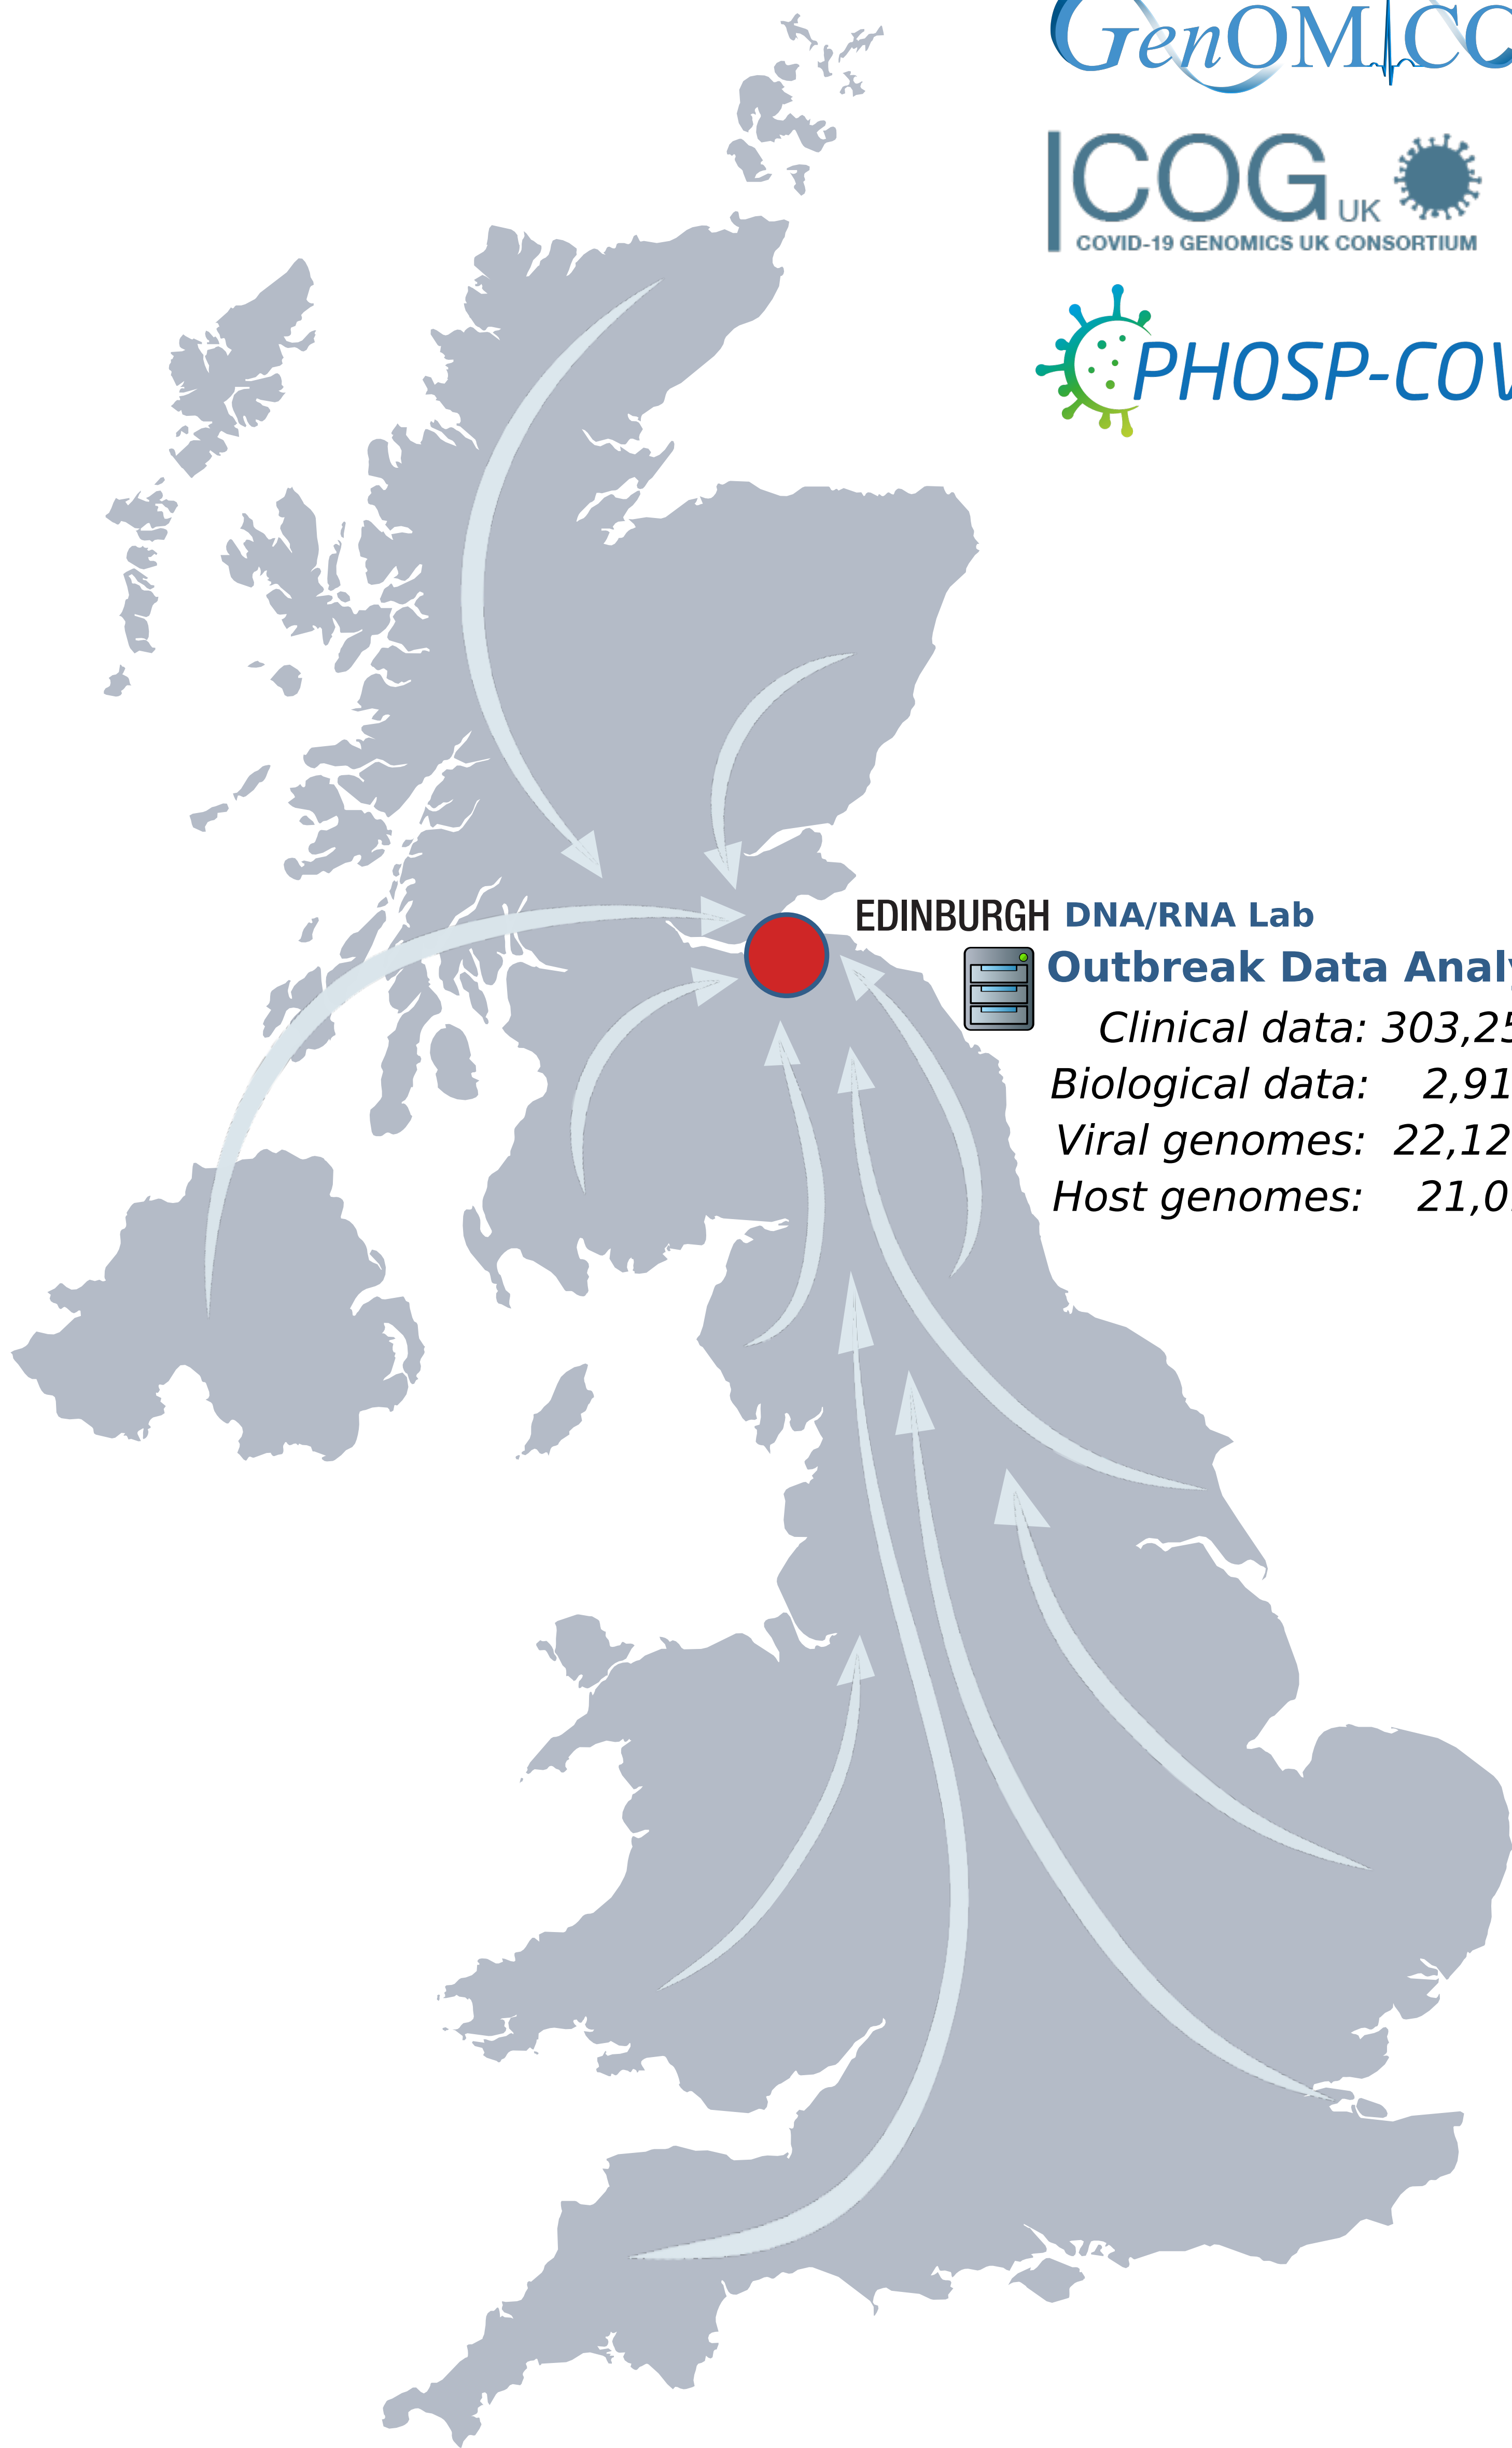 GenOMICC
COG UK
COVID-19 GENOMICS UK CONSORTIUM
PHOSP-COV
EDINBURGH DNA/RNA Lab
Outbreak Data Analy
Clinical data: 303,25
Biological data: 2,91
Viral genomes: 22,12
Host genomes: 21,0